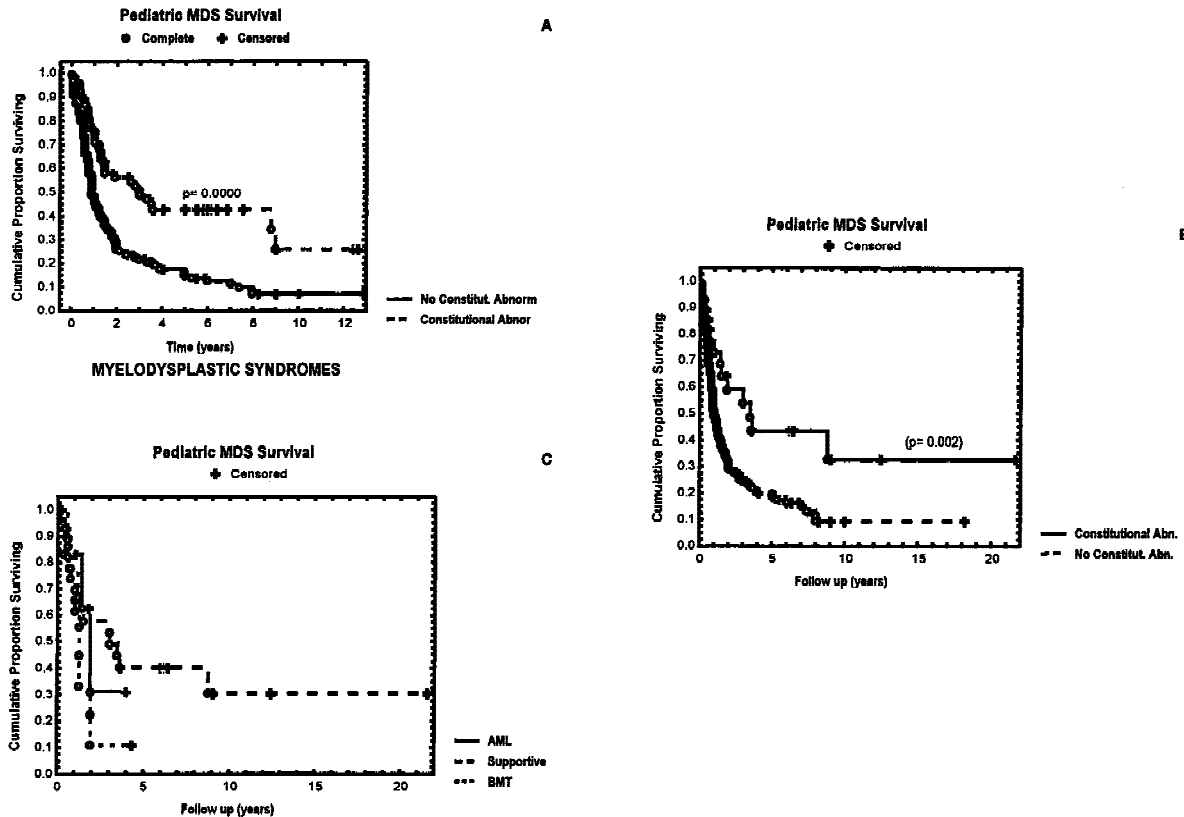 Pediatric MDS Survival
Complete Censored
A
1.0
0.9
0.8
0.7
0.6
0.5
0.4
0.3
0.2
0.1
0.0
Cumulative Proportion Surviving
p= 0.0000
0 2 4 6 8 10 12
Time (years)
No Constitut. Abnorm
Constitutional Abnor
MYELODYSPLASTIC SYNDROMES
Pediatric MDS Survival
Censored
1.0
0.9
0.8
0.7
0.6
0.5
0.4
0.3
0.2
0.1
0.0
Cumulative Proportion Surviving
(p= 0.002)
0 5 10 15 20
Follow up (years)
Constitutional Abn.
No Constitut. Abn.
Pediatric MDS Survival
Censored
C
1.0
0.9
0.8
0.7
0.6
0.5
0.4
0.3
0.2
0.1
0.0
Cumulative Proportion Surviving
0 5 10 15 20
Follow up (years)
AML
Supportive
BMT